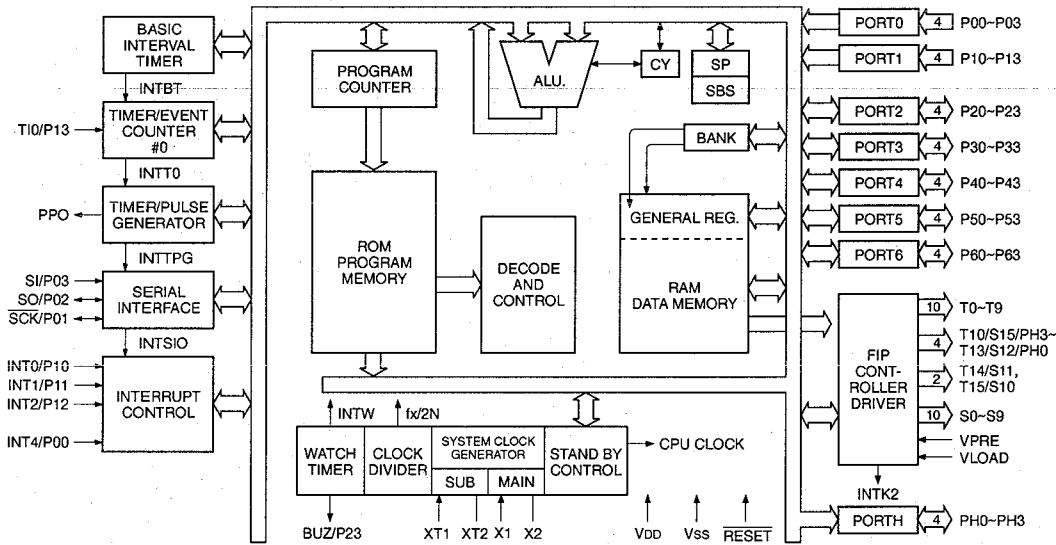 BASIC
INTERVAL
TIMER
INTBT
TI0/P13
TIMER/EVENT
COUNTER
#0
INTT0
PPO
TIMER/PULSE
GENERATOR
INTTPG
SI/P03
SO/P02
SCK/P01
SERIAL
INTERFACE
INTSIO
INT0/P10
INT1/P11
INT2/P12
INT4/P00
INTERRUPT
CONTROL
PROGRAM
COUNTER
ALU.
CY
SP
SBS
BANK
ROM
PROGRAM
MEMORY
DECODE
AND
CONTROL
GENERAL REG.
RAM
DATA MEMORY
INTW
fx/2N
WATCH
TIMER
CLOCK
DIVIDER
SYSTEM CLOCK
GENERATOR
SUB
MAIN
STAND BY
CONTROL
CPU CLOCK
BUZ/P23
XT1
XT2
X1
X2
VDD
VSS
RESET
PORT0 4 P00~P03
PORT1 4 P10~P13
PORT2 4 P20~P23
PORT3 4 P30~P33
PORT4 4 P40~P43
PORT5 4 P50~P53
PORT6 4 P60~P63
FIP
CONT-
ROLLER
DRIVER
10 T0~T9
4 T10/S15/PH3~
T13/S12/PH0
2 T14/S11,
T15/S10
10 S0~S9
VPRE
VLOAD
INTK2
PORTH 4 PH0~PH3